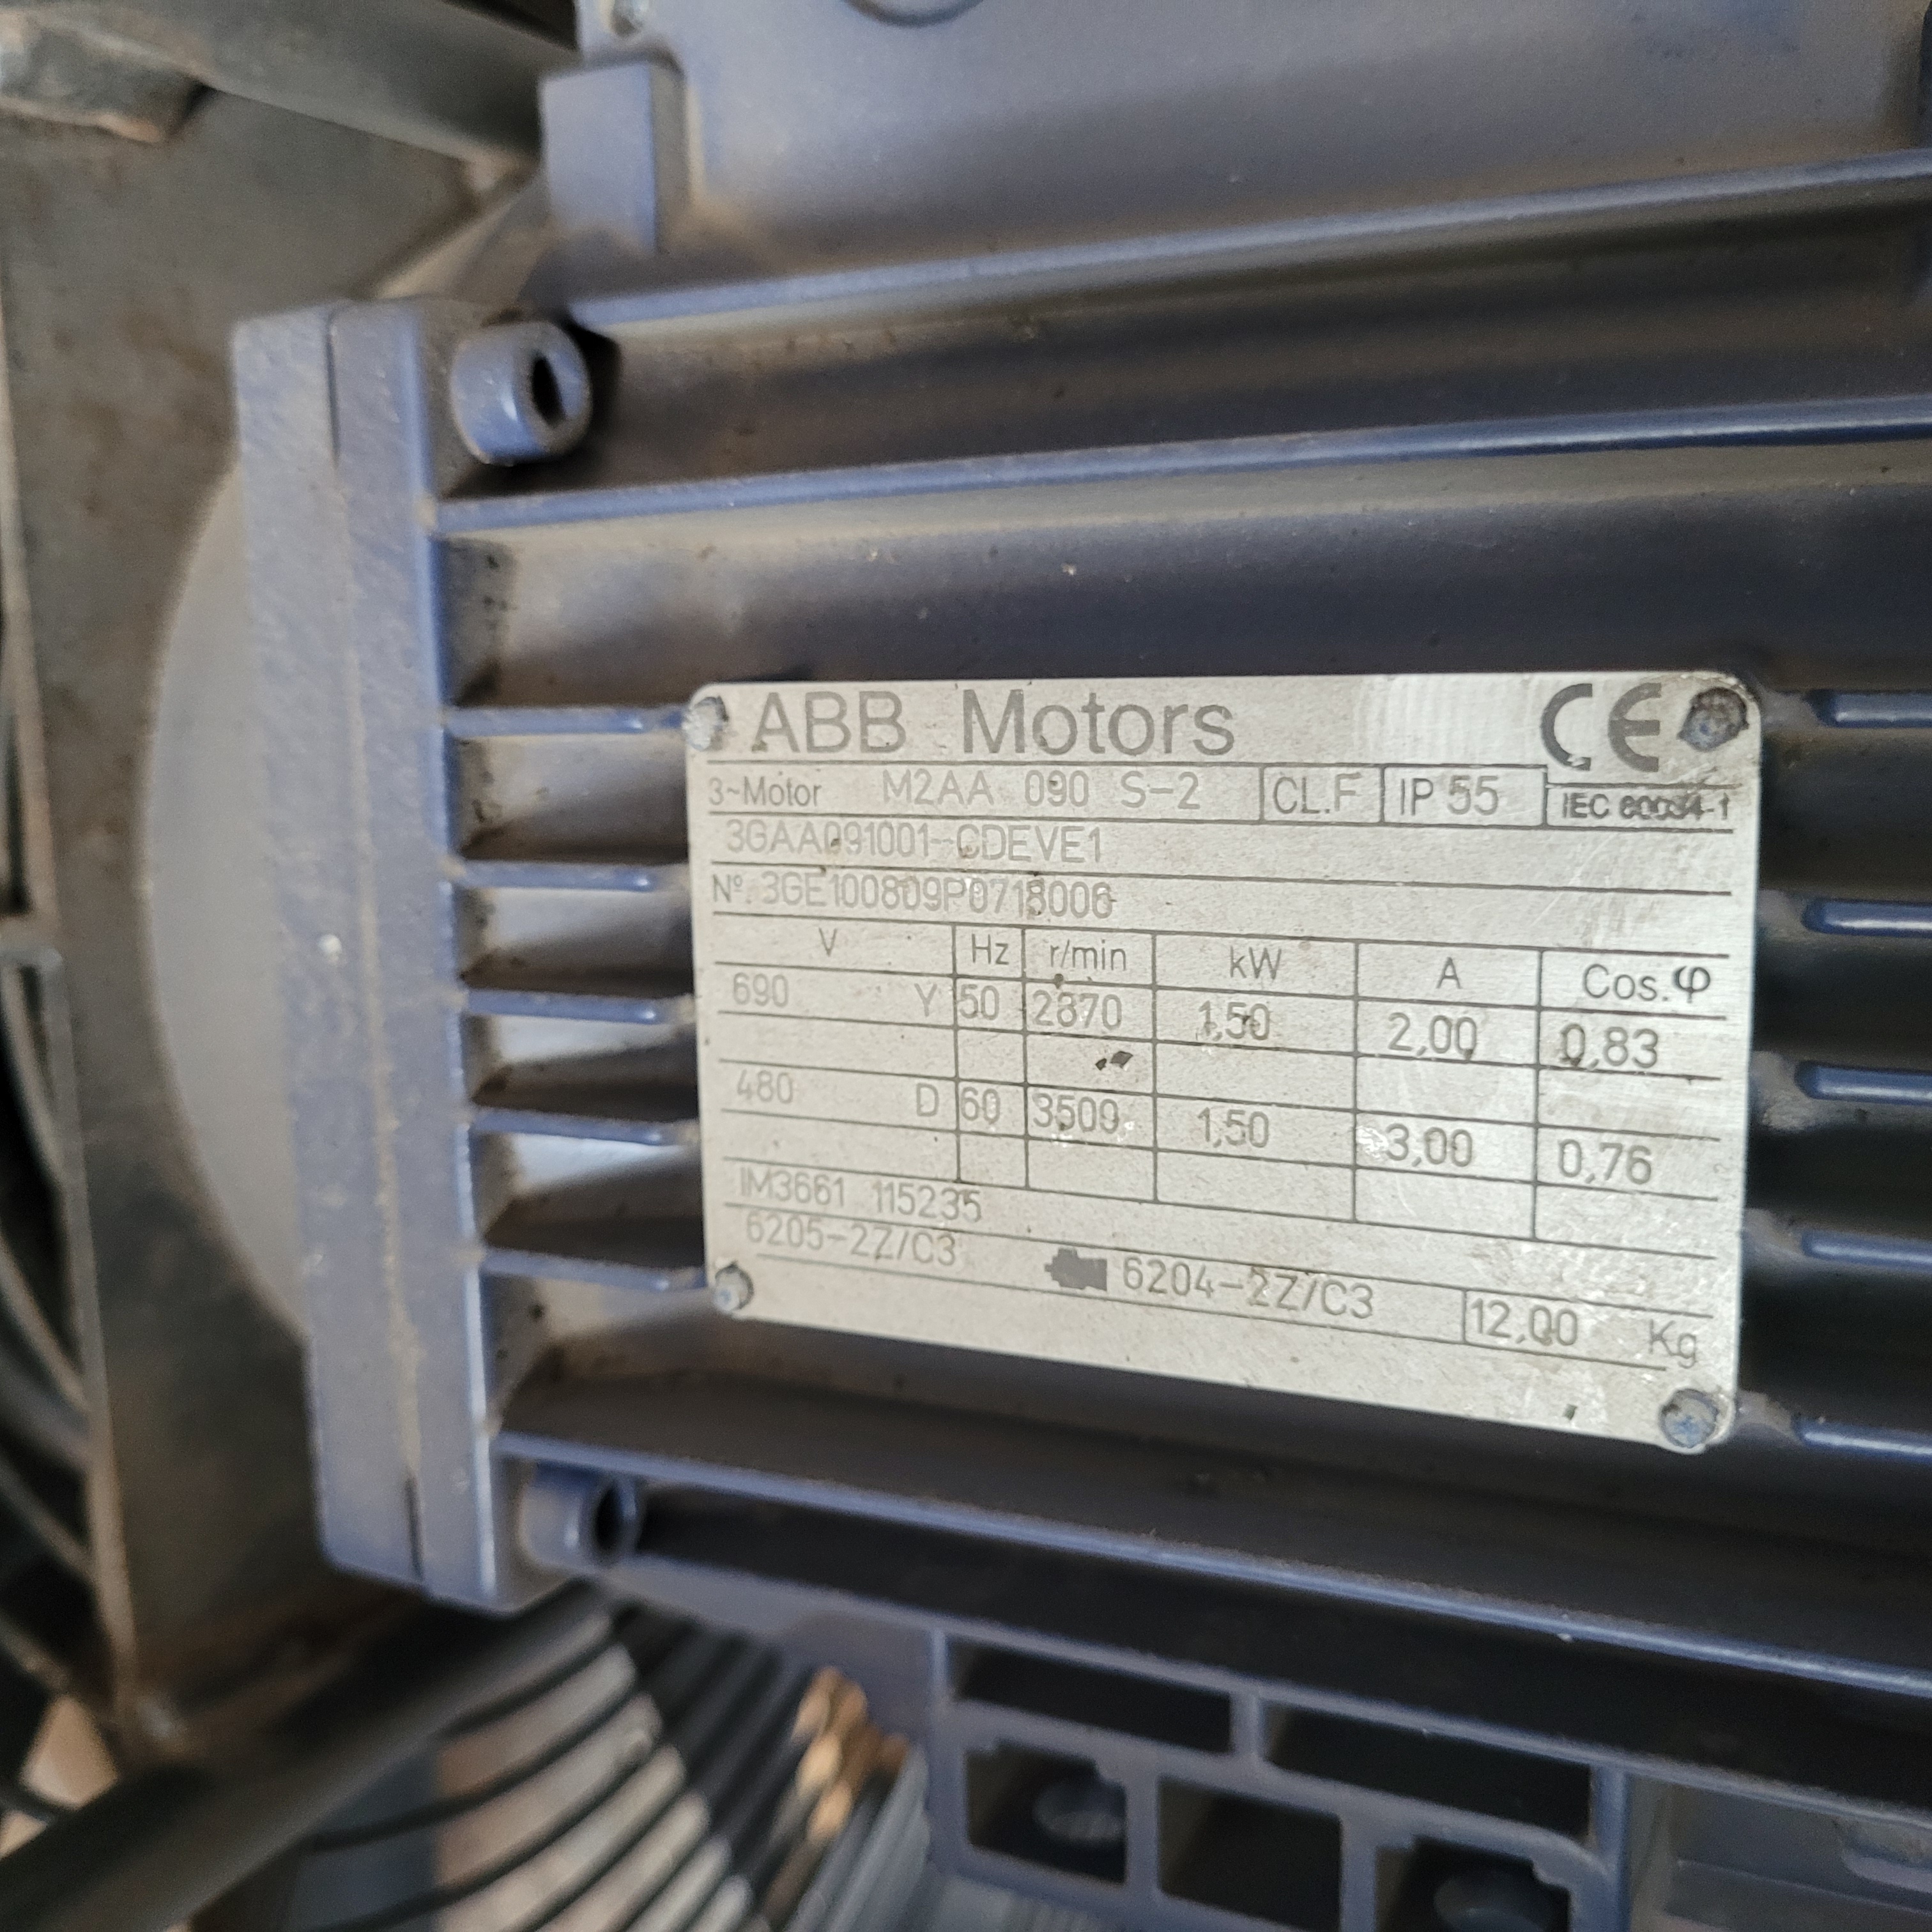 ABB Motors CE
3~Motor M2AA 090 S-2 CL.F IP 55 IEC 60034-1
3GAA091001-CDEVE1
Nº. 3GE100809P0718006
V Hz r/min kW A Cos.φ
690 Y 50 2870 1,50 2,00 0,83
480 D 60 3500 1,50 3,00 0,76
IM3661 115235
6205-2Z/C3 6204-2Z/C3 12,00 Kg